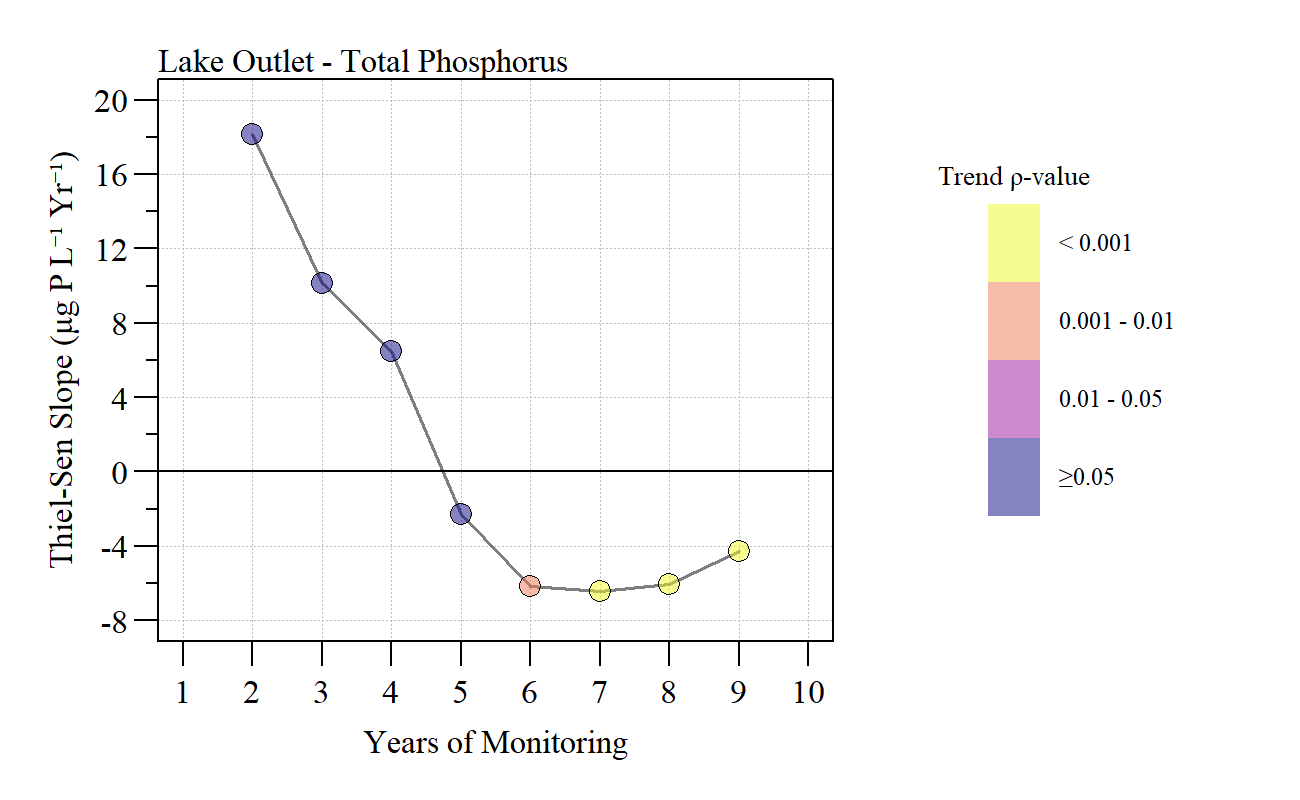 Lake Outlet - Total Phosphorus
Thiel-Sen Slope (μg P L⁻¹ Yr⁻¹)
20
16
12
8
4
0
-4
-8
1 2 3 4 5 6 7 8 9 10
Years of Monitoring
Trend ρ-value
< 0.001
0.001 - 0.01
0.01 - 0.05
≥0.05